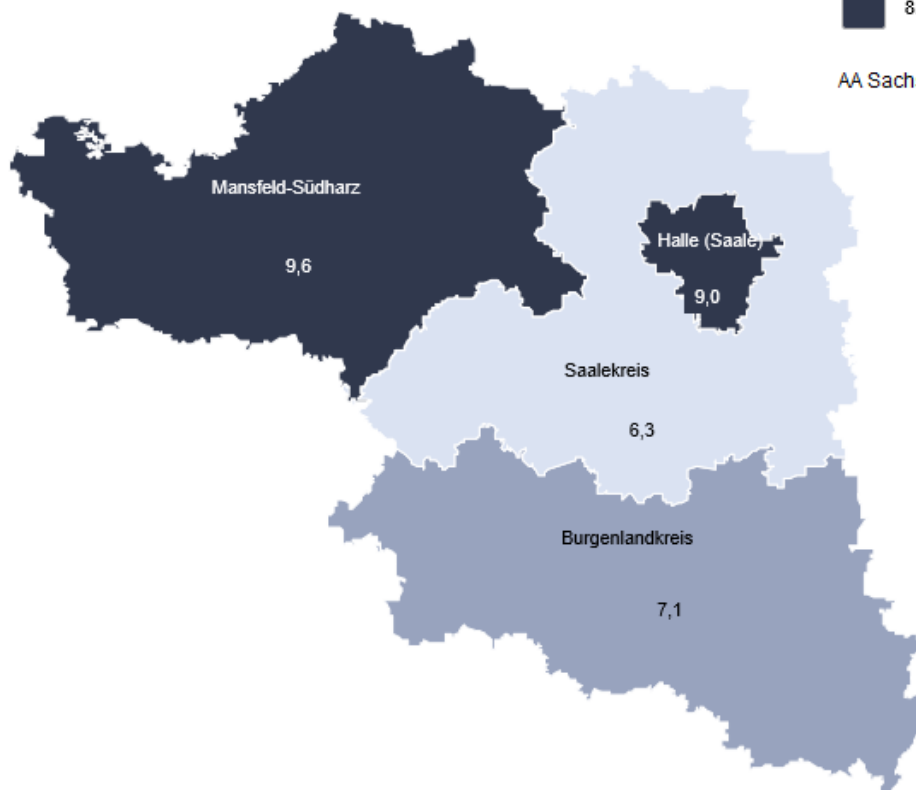 8
AA Sach
Mansfeld-Südharz
Halle (Saale)
9,6
9,0
Saalekreis
6,3
Burgenlandkreis
7,1